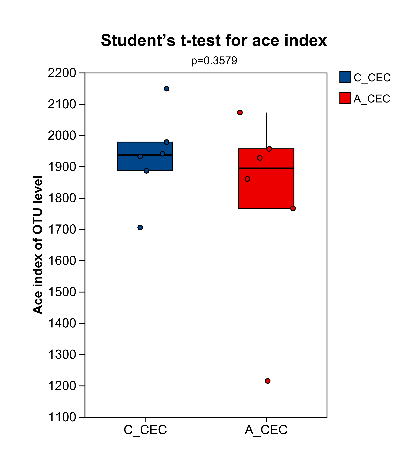 Student's t-test for ace index
p=0.3579
C_CEC
A_CEC
Ace index of OTU level
2200
2100
2000
1900
1800
1700
1600
1500
1400
1300
1200
1100
C_CEC
A_CEC